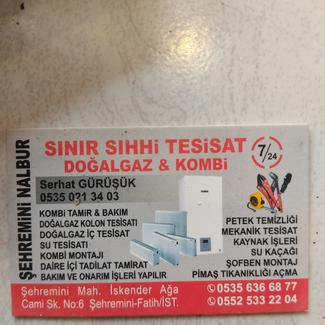 ŞEHREMİNİ NALBUR
SINIR SIHHi TESİSAT
DOĞALGAZ & KOMBİ
7/24
Serhat GÜRÜŞÜK
0535 031 34 03
KOMBİ TAMİR & BAKIM
DOĞALGAZ KOLON TESİSATI
DOĞALGAZ İÇ TESİSAT
SU TESİSATI
KOMBİ MONTAJI
DAİRE İÇİ TADİLAT TAMİRAT
BAKIM VE ONARIM İŞLERİ YAPILIR
PETEK TEMİZLİĞİ
MEKANİK TESİSAT
KAYNAK İŞLERİ
SU KAÇAĞI
ŞOFBEN MONTAJ
PİMAŞ TIKANIKLIĞI AÇMA
Şehremini Mah. İskender Ağa
Cami Sk. No:6 Şehremini-Fatih/İST.
0535 636 68 77
0552 533 22 04